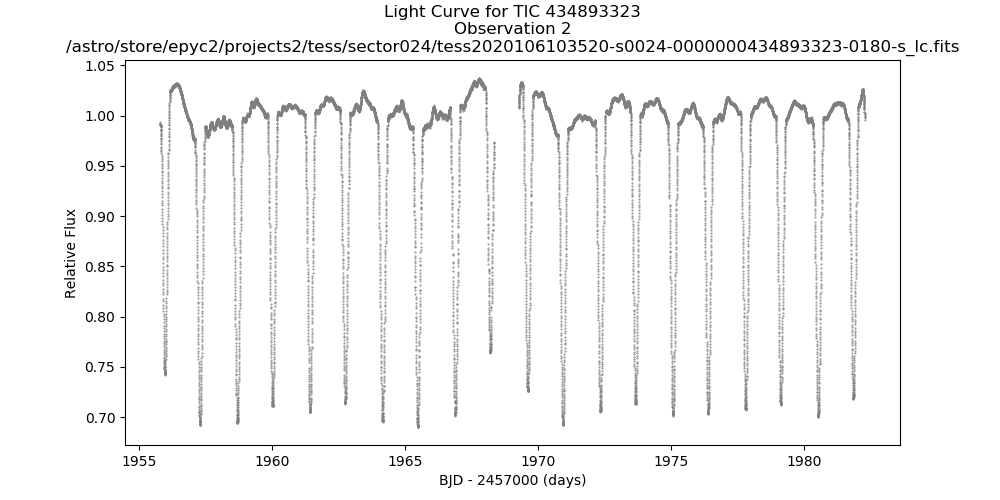 Light Curve for TIC 434893323
Observation 2
/astro/store/epyc2/projects2/tess/sector024/tess2020106103520-s0024-0000000434893323-0180-s_lc.fits
1.05
1.00
0.95
0.90
0.85
0.80
0.75
0.70
Relative Flux
1955 1960 1965 1970 1975 1980
BJD - 2457000 (days)